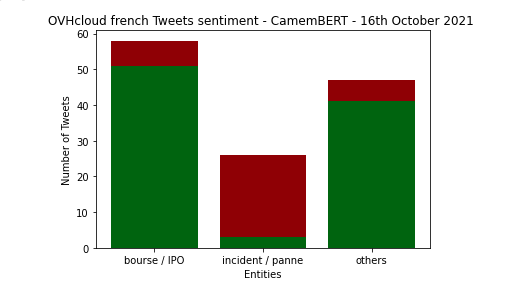 OVHcloud french Tweets sentiment - CamemBERT - 16th October 2021
60
50
40
30
20
10
0
Number of Tweets
bourse / IPO
incident / panne
others
Entities